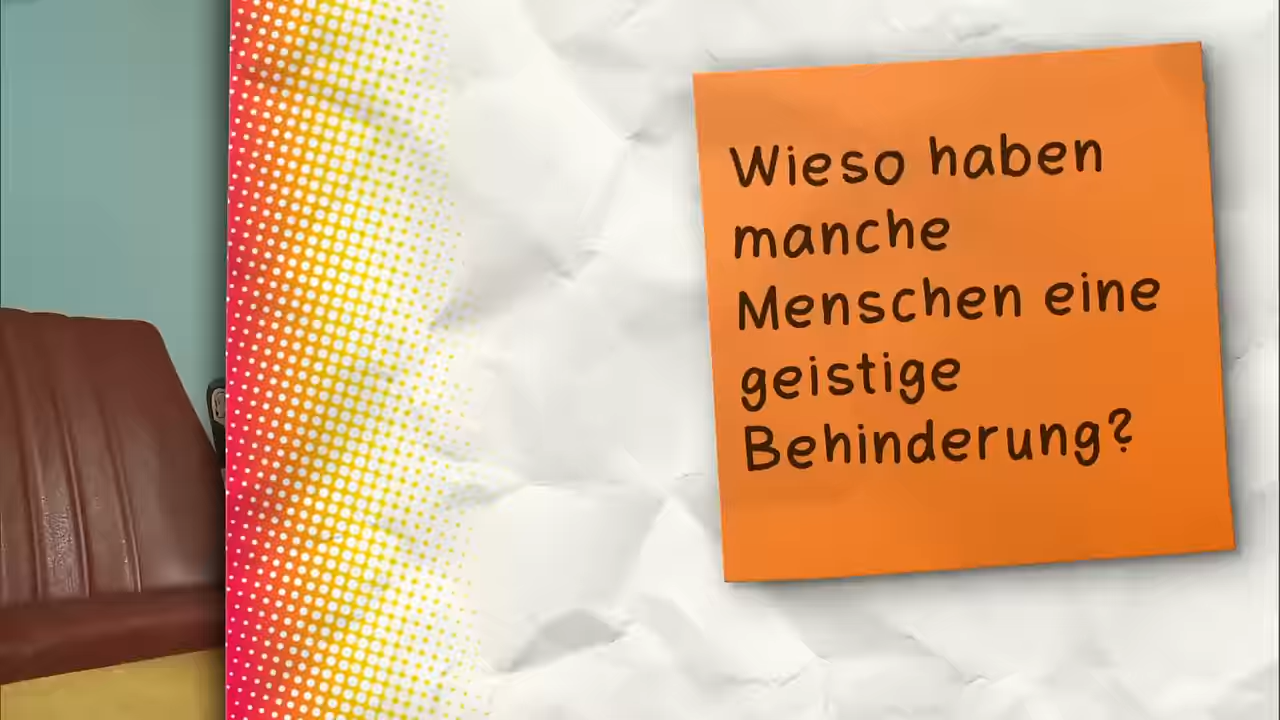 Wieso haben
manche
Menschen eine
geistige
Behinderung?